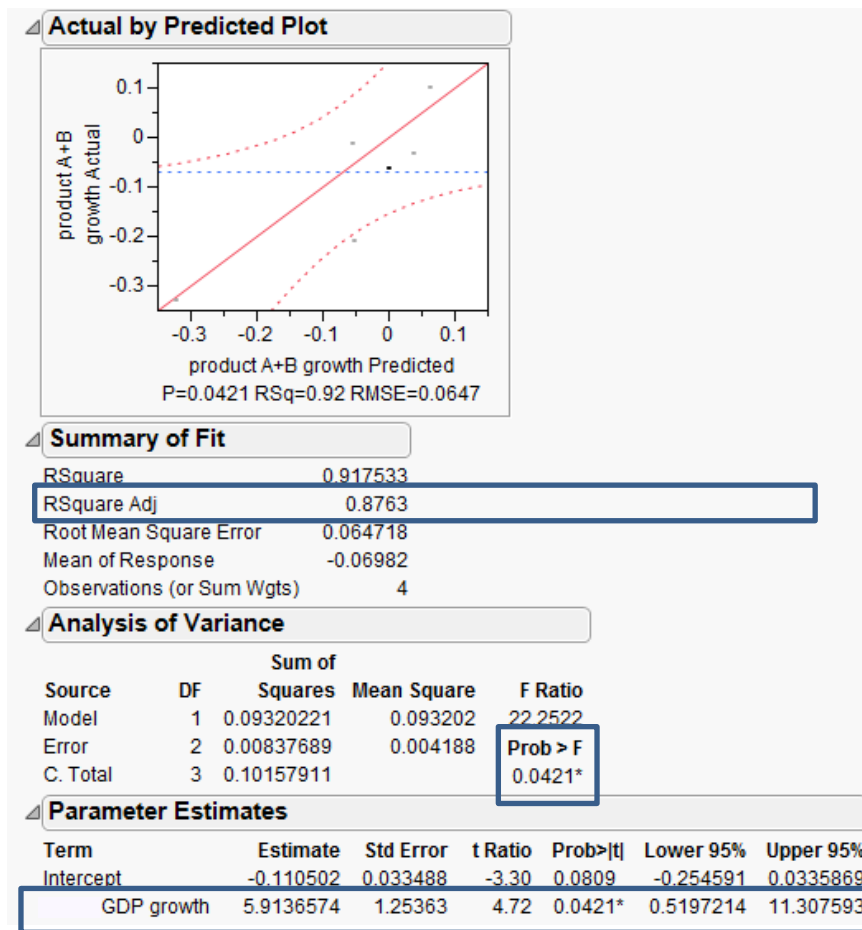 Actual by Predicted Plot
product A+B
growth Actual
0.1
0
-0.1
-0.2
-0.3
-0.3 -0.2 -0.1 0 0.1
product A+B growth Predicted
P=0.0421 RSq=0.92 RMSE=0.0647
Summary of Fit
RSquare 0.917533
RSquare Adj 0.8763
Root Mean Square Error 0.064718
Mean of Response -0.06982
Observations (or Sum Wgts) 4
Analysis of Variance
Sum of
Source DF Squares Mean Square F Ratio
Model 1 0.09320221 0.093202 22.2522
Error 2 0.00837689 0.004188 Prob > F
C. Total 3 0.10157911 0.0421*
Parameter Estimates
Term Estimate Std Error t Ratio Prob>|t| Lower 95% Upper 95%
Intercept -0.110502 0.033488 -3.30 0.0809 -0.254591 0.0335869
GDP growth 5.9136574 1.25363 4.72 0.0421* 0.5197214 11.307593